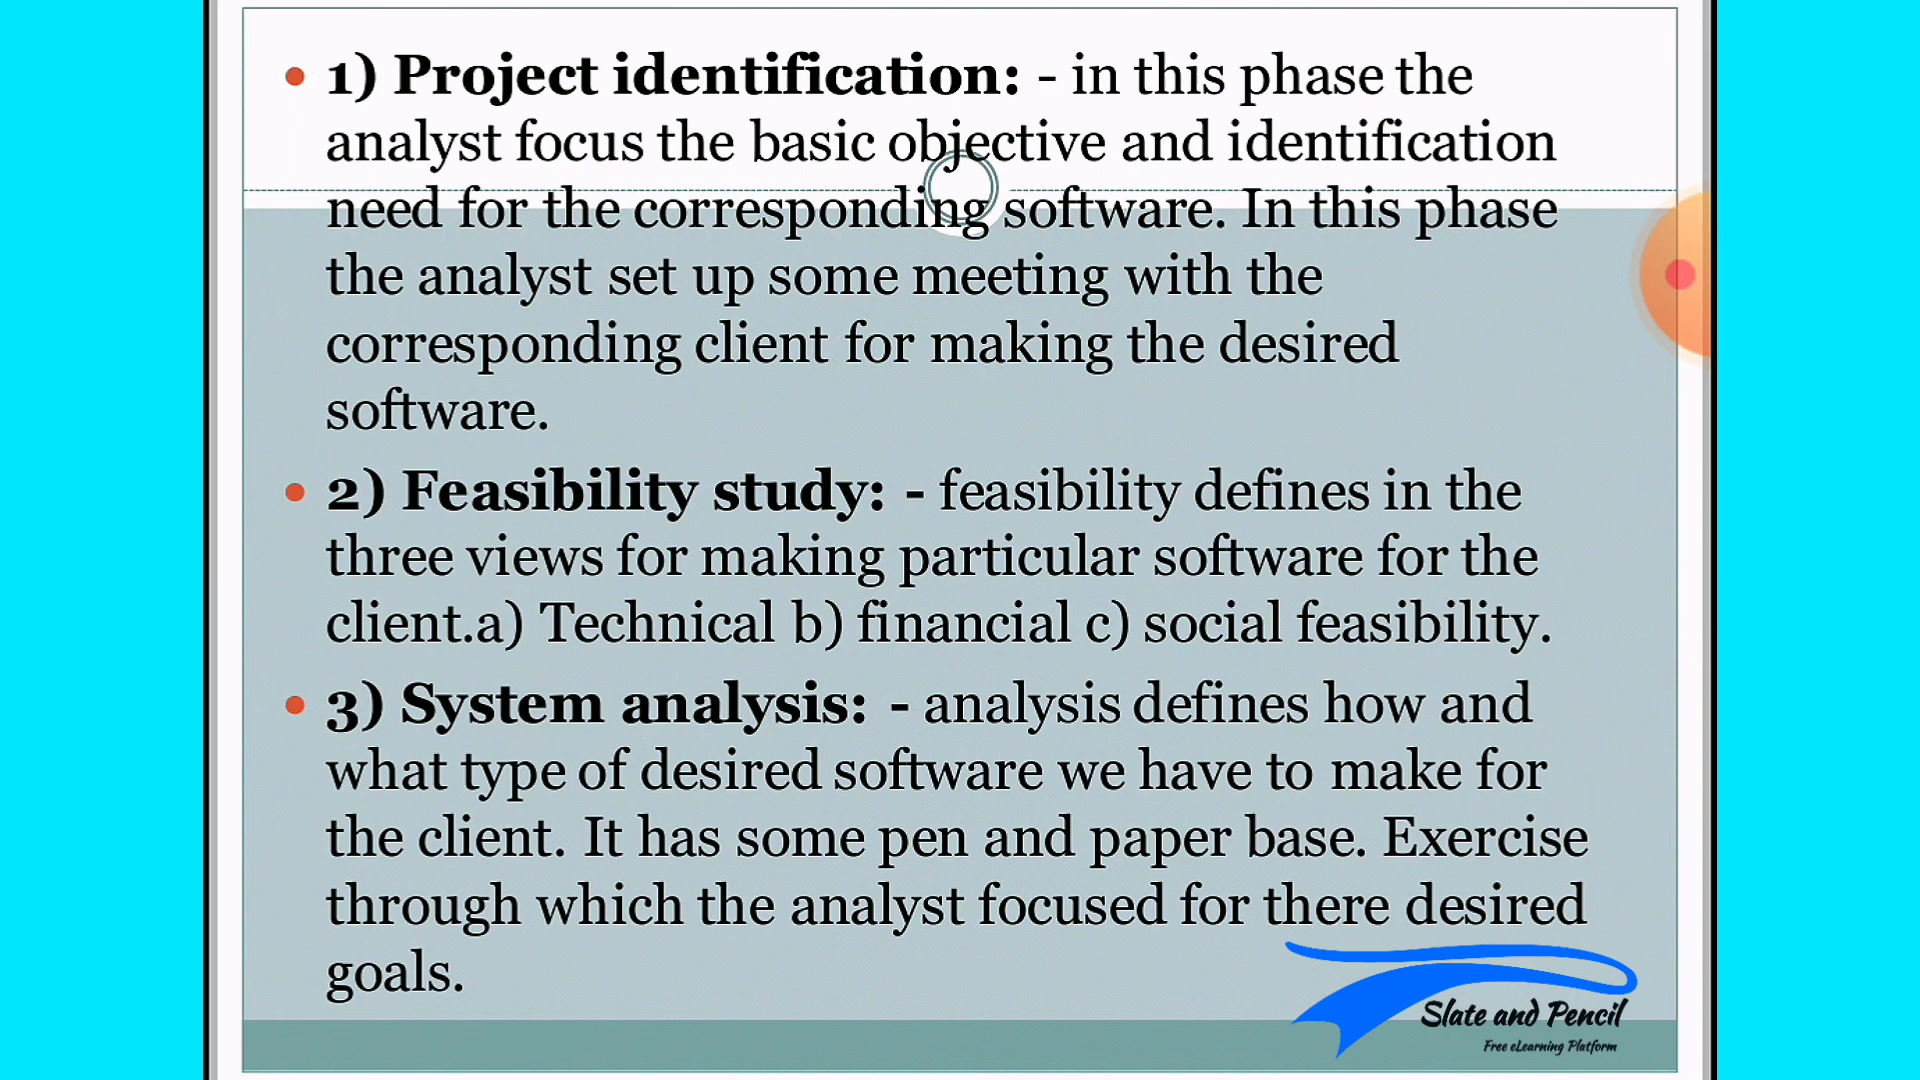 1) Project identification: - in this phase the
analyst focus the basic objective and identification
need for the corresponding software. In this phase
the analyst set up some meeting with the
corresponding client for making the desired
software.
2) Feasibility study: - feasibility defines in the
three views for making particular software for the
client.a) Technical b) financial c) social feasibility.
3) System analysis: - analysis defines how and
what type of desired software we have to make for
the client. It has some pen and paper base. Exercise
through which the analyst focused for there desired
goals.
Slate and Pencil
Free eLearning Platform